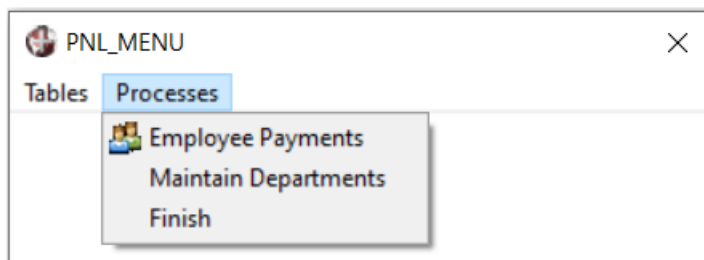 PNL_MENU
Tables Processes
Employee Payments
Maintain Departments
Finish